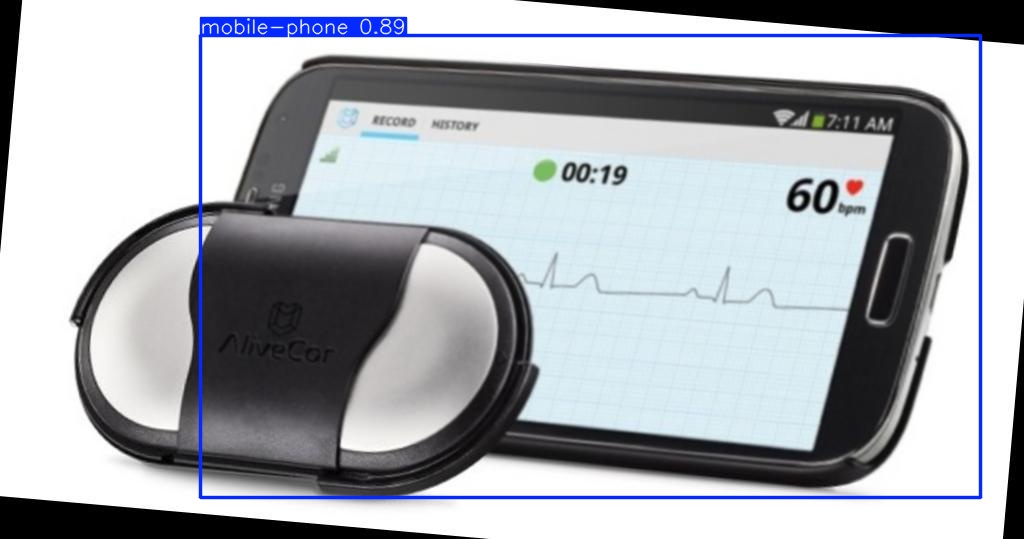 mobile-phone 0.89
7:11 AM
RECORD HISTORY
00:19
60 bpm
AliveCor